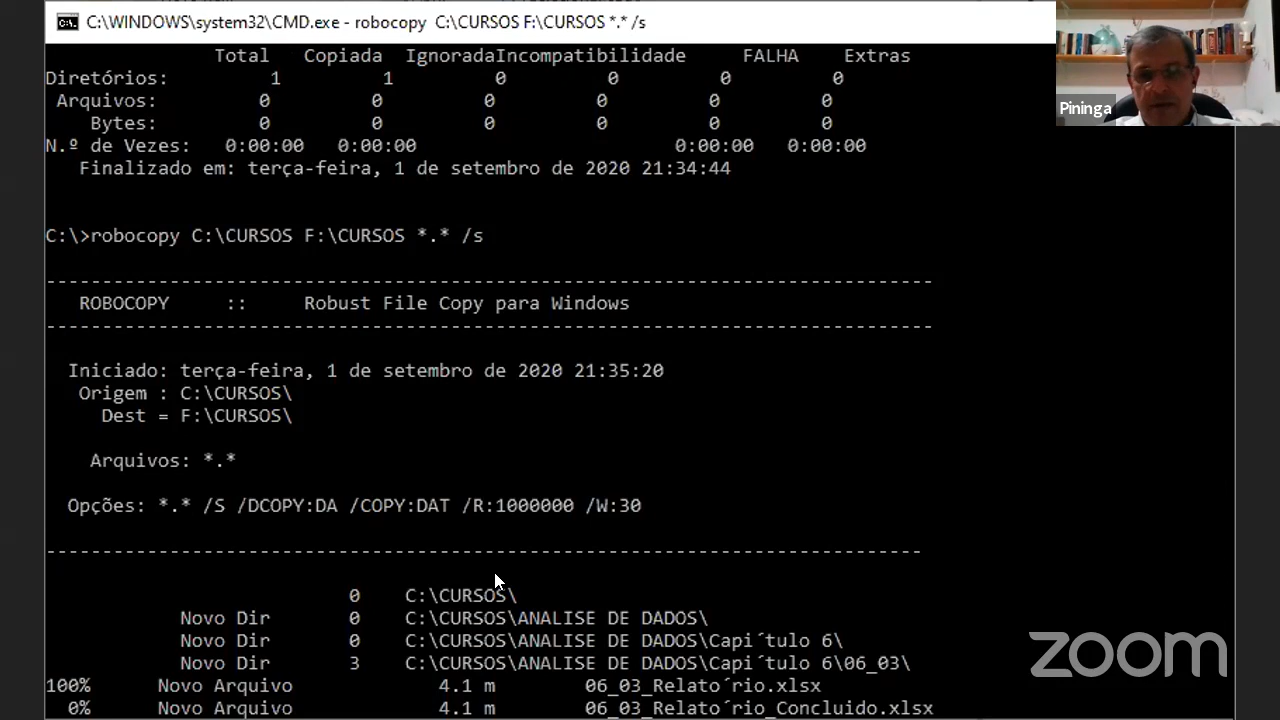 C:\WINDOWS\system32\CMD.exe - robocopy C:\CURSOS F:\CURSOS *.* /s
Total Copiada IgnoradaIncompatibilidade FALHA Extras
Diretórios: 1 1 0 0 0 0
Arquivos: 0 0 0 0 0 0
Bytes: 0 0 0 0 0 0
N.º de Vezes: 0:00:00 0:00:00 0:00:00 0:00:00
Finalizado em: terça-feira, 1 de setembro de 2020 21:34:44
Pininga
C:\>robocopy C:\CURSOS F:\CURSOS *.* /s
-------------------------------------------------------------------------------
ROBOCOPY :: Robust File Copy para Windows
-------------------------------------------------------------------------------
Iniciado: terça-feira, 1 de setembro de 2020 21:35:20
Origem : C:\CURSOS\
Dest = F:\CURSOS\
Arquivos: *.*
Opções: *.* /S /DCOPY:DA /COPY:DAT /R:1000000 /W:30
------------------------------------------------------------------------------
0 C:\CURSOS\
Novo Dir 0 C:\CURSOS\ANALISE DE DADOS\
Novo Dir 0 C:\CURSOS\ANALISE DE DADOS\Capi´tulo 6\
Novo Dir 3 C:\CURSOS\ANALISE DE DADOS\Capi´tulo 6\06_03\
100% Novo Arquivo 4.1 m 06_03_Relato´rio.xlsx
0% Novo Arquivo 4.1 m 06_03_Relato´rio_Concluido.xlsx
zoom